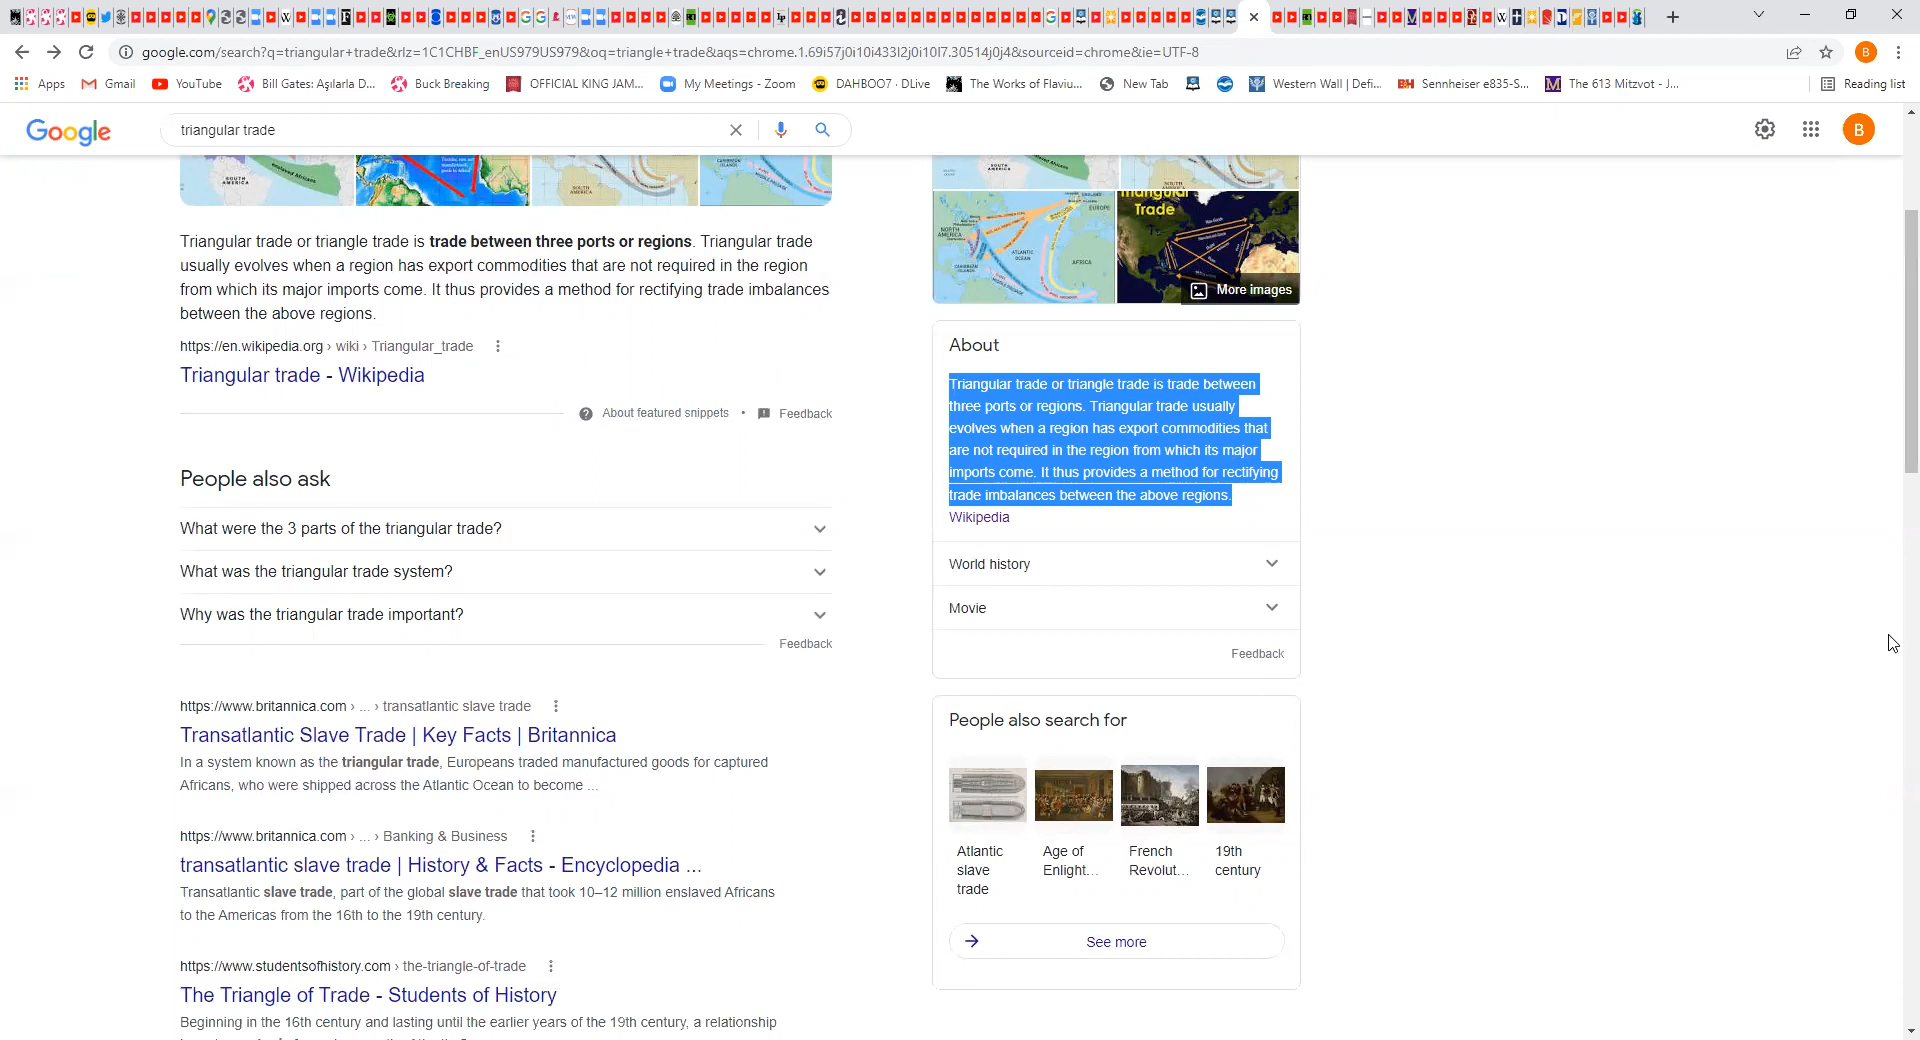 google.com/search?q=triangular+trade&rlz=1C1CHBF_enUS979US979&oq=triangle+trade&aqs=chrome.1.69i57j0i10i433l2j0i10l7.30514j0j4&sourceid=chrome&ie=UTF-8
B
Apps
Gmail
YouTube
Bill Gates: Aşılarla D...
Buck Breaking
OFFICIAL KING JAM...
My Meetings - Zoom
DAHBOO7 · DLive
The Works of Flaviu...
New Tab
Western Wall | Defi...
Sennheiser e835-S...
The 613 Mitzvot - J...
Reading list
Google
triangular trade
B
SOUTH
AMERICA
SOUTH
AMERICA
Triangular trade or triangle trade is trade between three ports or regions. Triangular trade
usually evolves when a region has export commodities that are not required in the region
from which its major imports come. It thus provides a method for rectifying trade imbalances
between the above regions.
https://en.wikipedia.org › wiki › Triangular_trade
Triangular trade - Wikipedia
About featured snippets • Feedback
People also ask
What were the 3 parts of the triangular trade?
What was the triangular trade system?
Why was the triangular trade important?
Feedback
https://www.britannica.com › ... › transatlantic slave trade
Transatlantic Slave Trade | Key Facts | Britannica
In a system known as the triangular trade, Europeans traded manufactured goods for captured
Africans, who were shipped across the Atlantic Ocean to become ...
https://www.britannica.com › ... › Banking & Business
transatlantic slave trade | History & Facts - Encyclopedia ...
Transatlantic slave trade, part of the global slave trade that took 10–12 million enslaved Africans
to the Americas from the 16th to the 19th century.
https://www.studentsofhistory.com › the-triangle-of-trade
The Triangle of Trade - Students of History
Beginning in the 16th century and lasting until the earlier years of the 19th century, a relationship
NORTH
AMERICA
EUROPE
ATLANTIC
OCEAN
AFRICA
Triangular
Trade
More images
About
Triangular trade or triangle trade is trade between
three ports or regions. Triangular trade usually
evolves when a region has export commodities that
are not required in the region from which its major
imports come. It thus provides a method for rectifying
trade imbalances between the above regions.
Wikipedia
World history
Movie
Feedback
People also search for
Atlantic
slave
trade
Age of
Enlight...
French
Revolut...
19th
century
See more